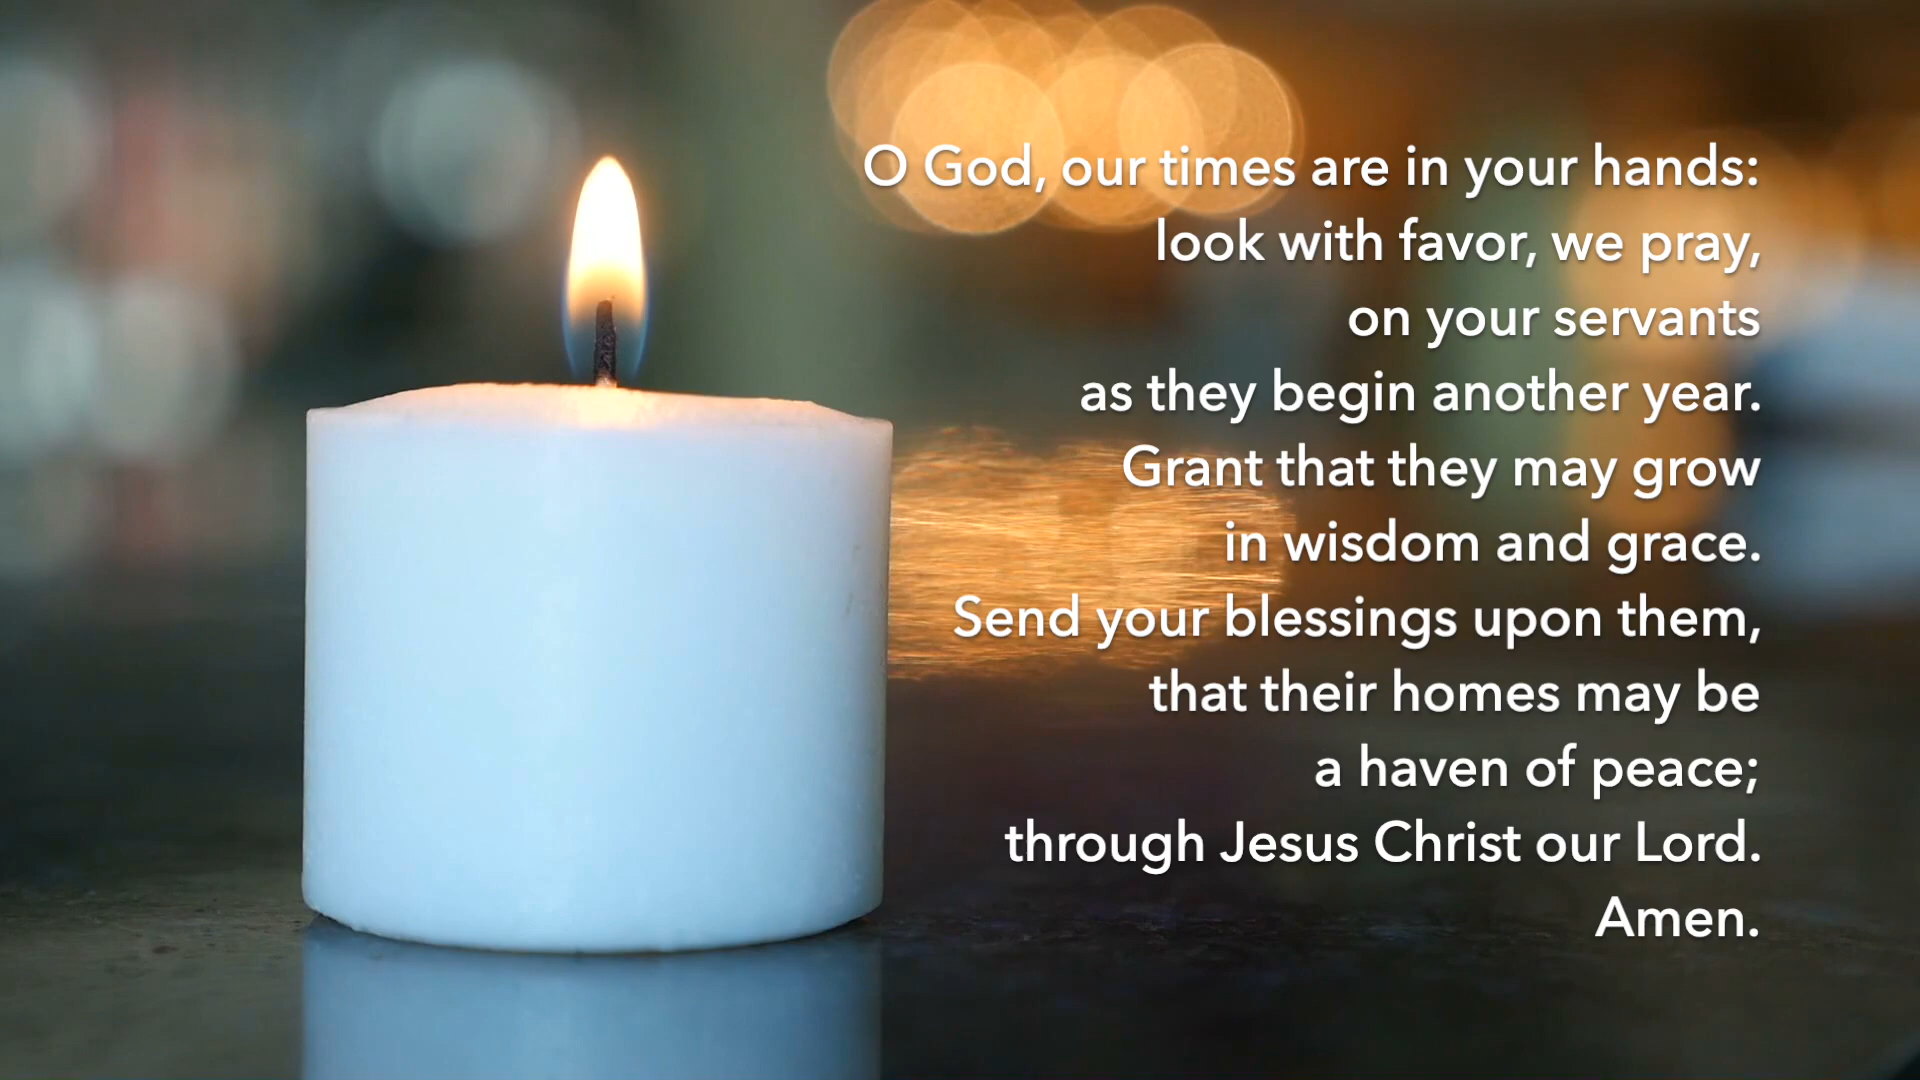 O God, our times are in your hands:
look with favor, we pray,
on your servants
as they begin another year.
Grant that they may grow
in wisdom and grace.
Send your blessings upon them,
that their homes may be
a haven of peace;
through Jesus Christ our Lord.
Amen.